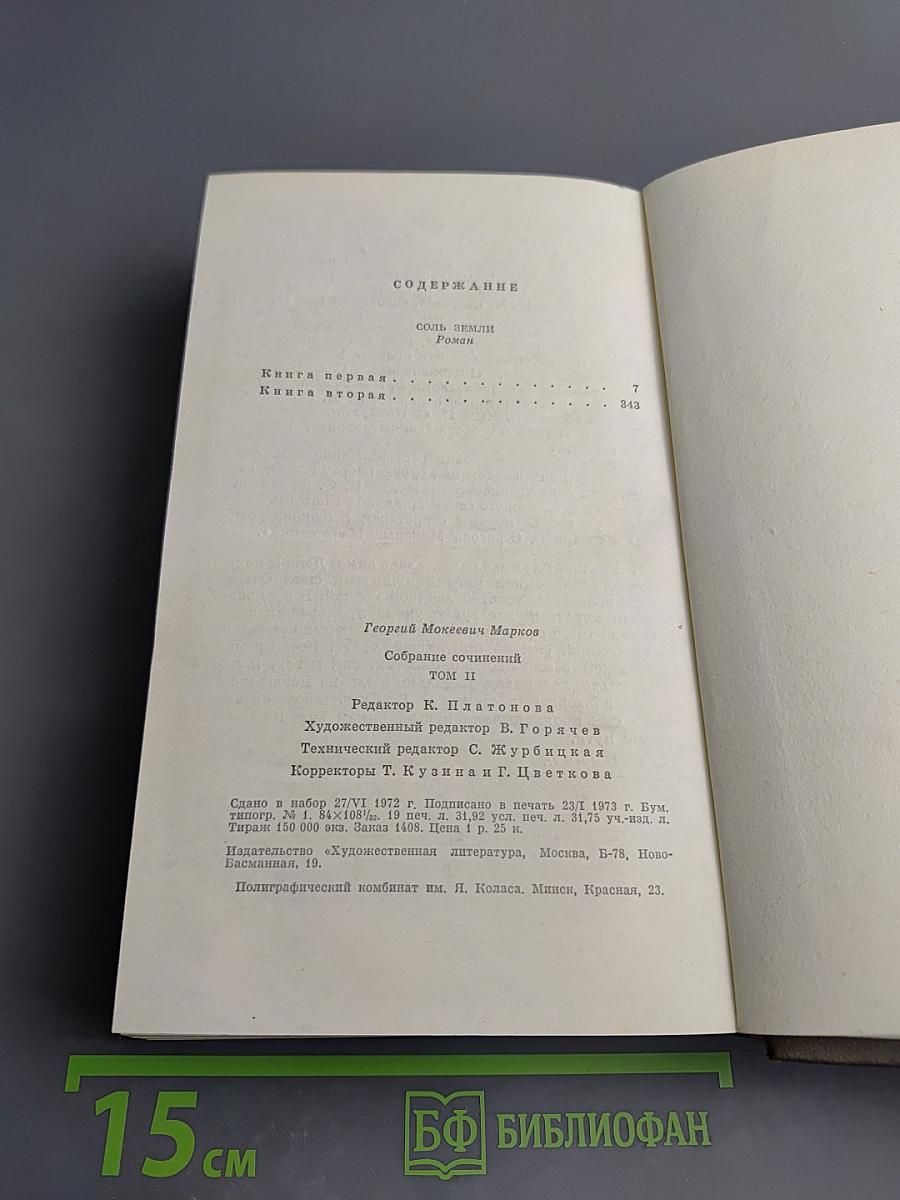 СОДЕРЖАНИЕ
СОЛЬ ЗЕМЛИ
Роман
Книга первая . . . . . . . . . . . . . 7
Книга вторая . . . . . . . . . . . . . 343
Георгий Мокеевич Марков
Собрание сочинений
ТОМ II
Редактор К. Платонова
Художественный редактор В. Горячев
Технический редактор С. Журбицкая
Корректоры Т. Кузина и Г. Цветкова
Сдано в набор 27/VI 1972 г. Подписано в печать 23/I 1973 г. Бум.
типогр. № 1. 84×108¹/₃₂. 19 печ. л. 31,92 усл. печ. л. 31,75 уч.-изд. л.
Тираж 150 000 экз. Заказ 1408. Цена 1 р. 25 к.
Издательство «Художественная литература, Москва, Б-78, Ново-
Басманная, 19.
Полиграфический комбинат им. Я. Коласа. Минск, Красная, 23.
15 см
БФ БИБЛИОФАН